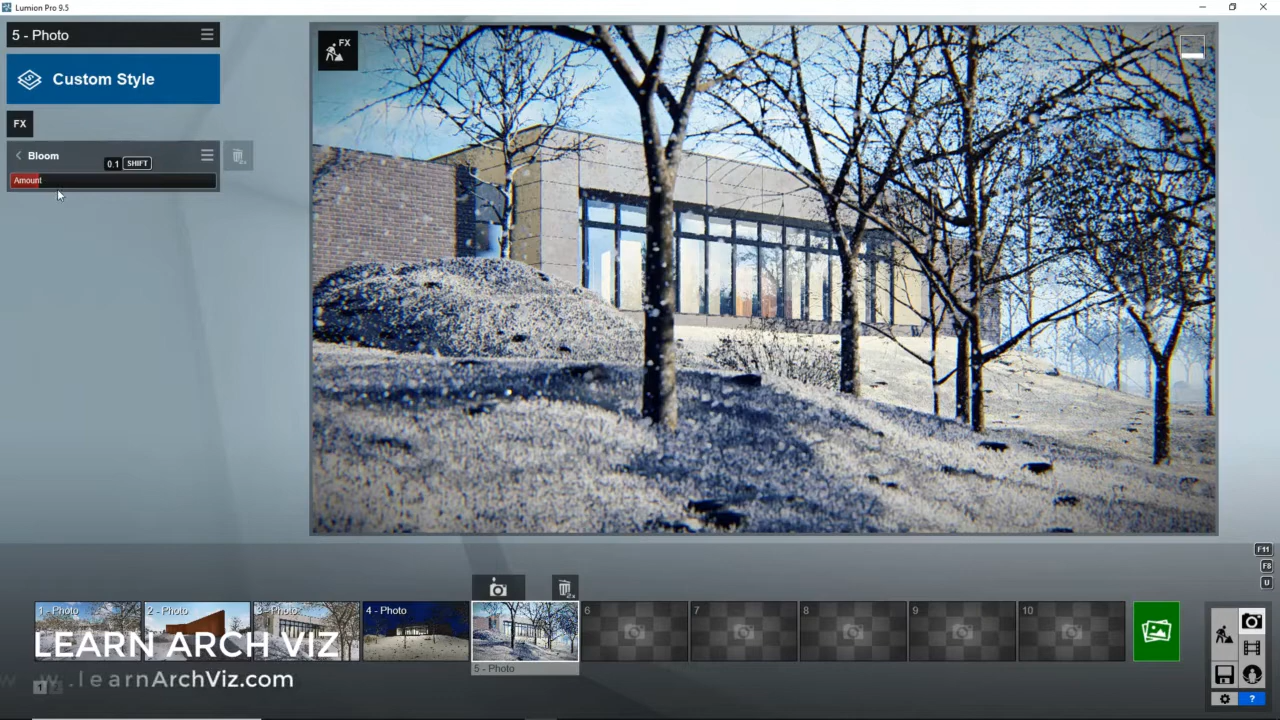 Lumion Pro 9.5
5 - Photo
Custom Style
FX
FX
Bloom
0.1 SHIFT
Amount
F11
F8
U
1 - Photo
2 - Photo
3 - Photo
4 - Photo
6
7
8
9
10
5 - Photo
LEARN ARCH VIZ
w .learnArchViz.com
1
?